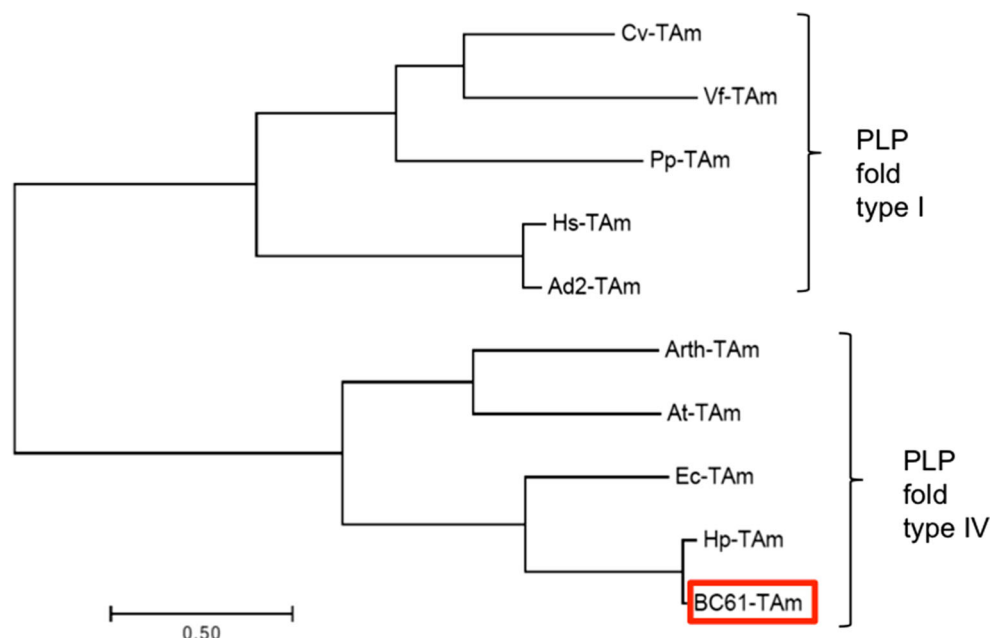 Cv-TAm
Vf-TAm
Pp-TAm
Hs-TAm
Ad2-TAm
PLP
fold
type I
Arth-TAm
At-TAm
Ec-TAm
Hp-TAm
BC61-TAm
PLP
fold
type IV
0.50